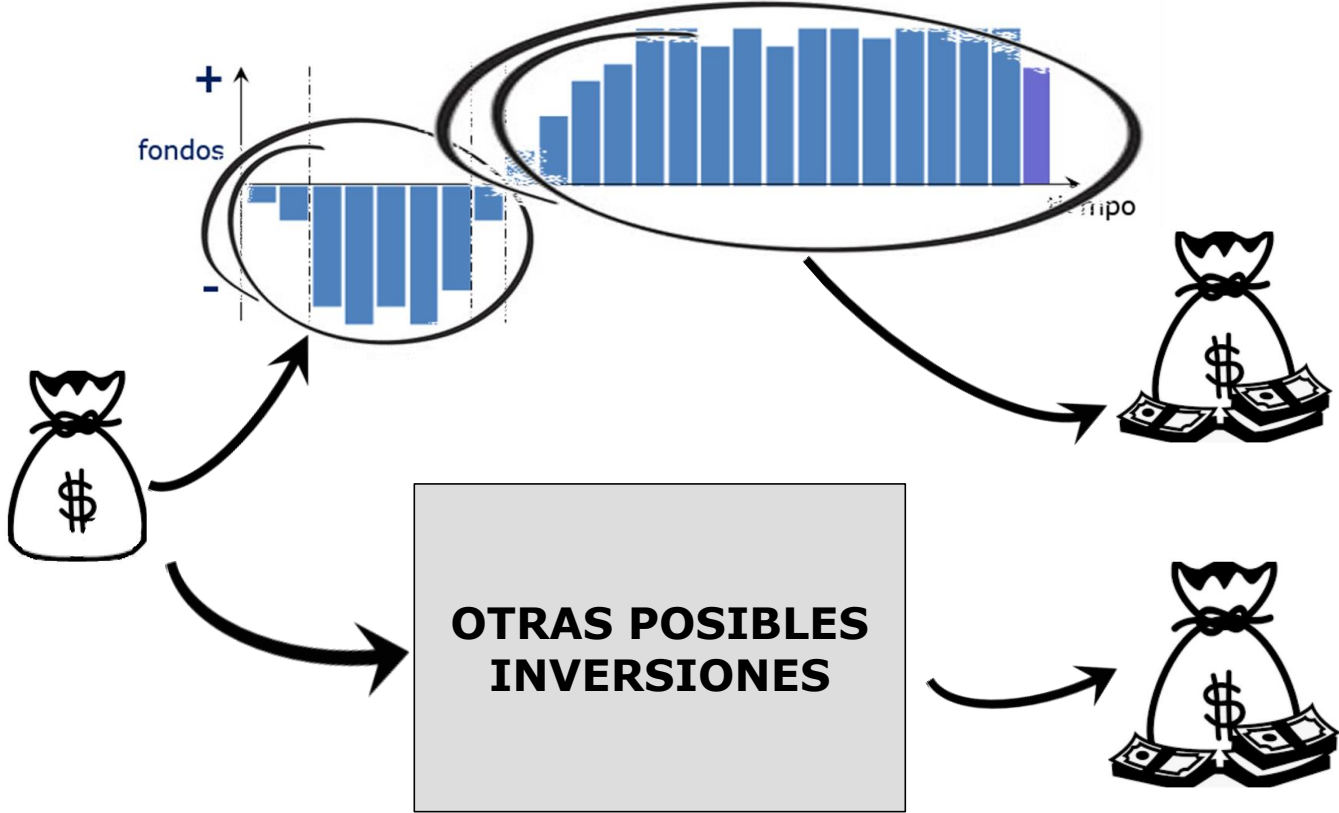 +
fondos
-
$
$
OTRAS POSIBLES
INVERSIONES
$